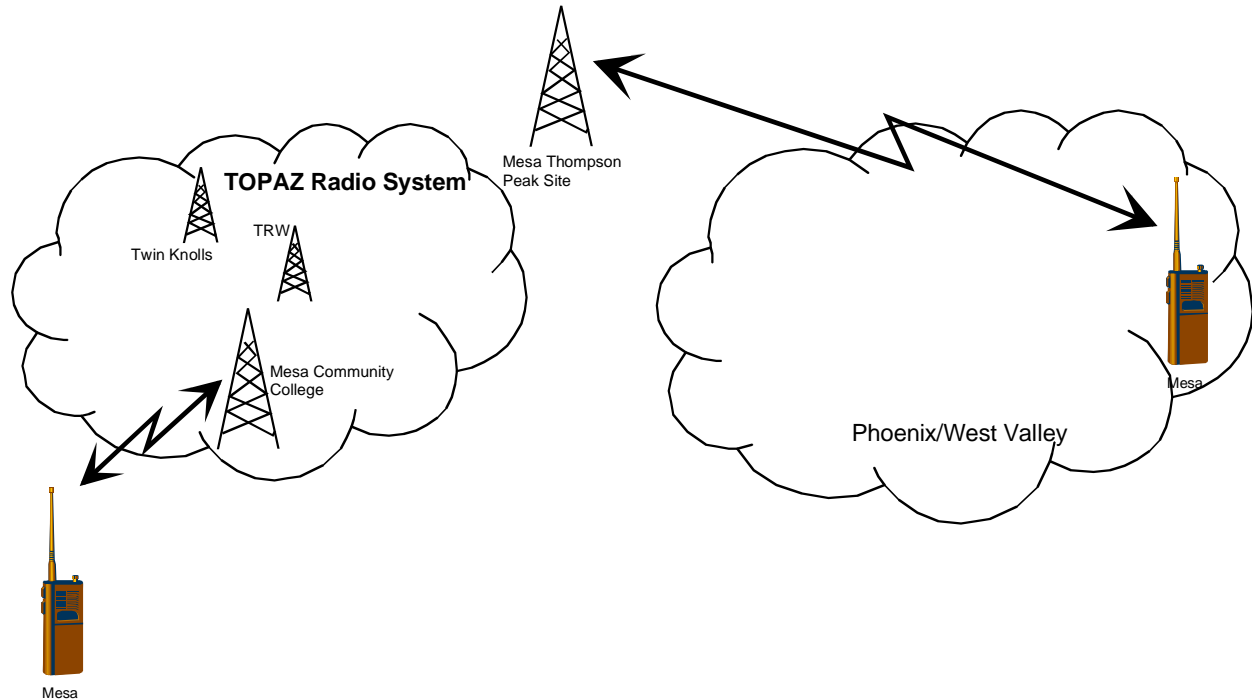 Mesa Thompson
Peak Site
TOPAZ Radio System
TRW
Twin Knolls
Mesa Community
College
Mesa
Phoenix/West Valley
Mesa